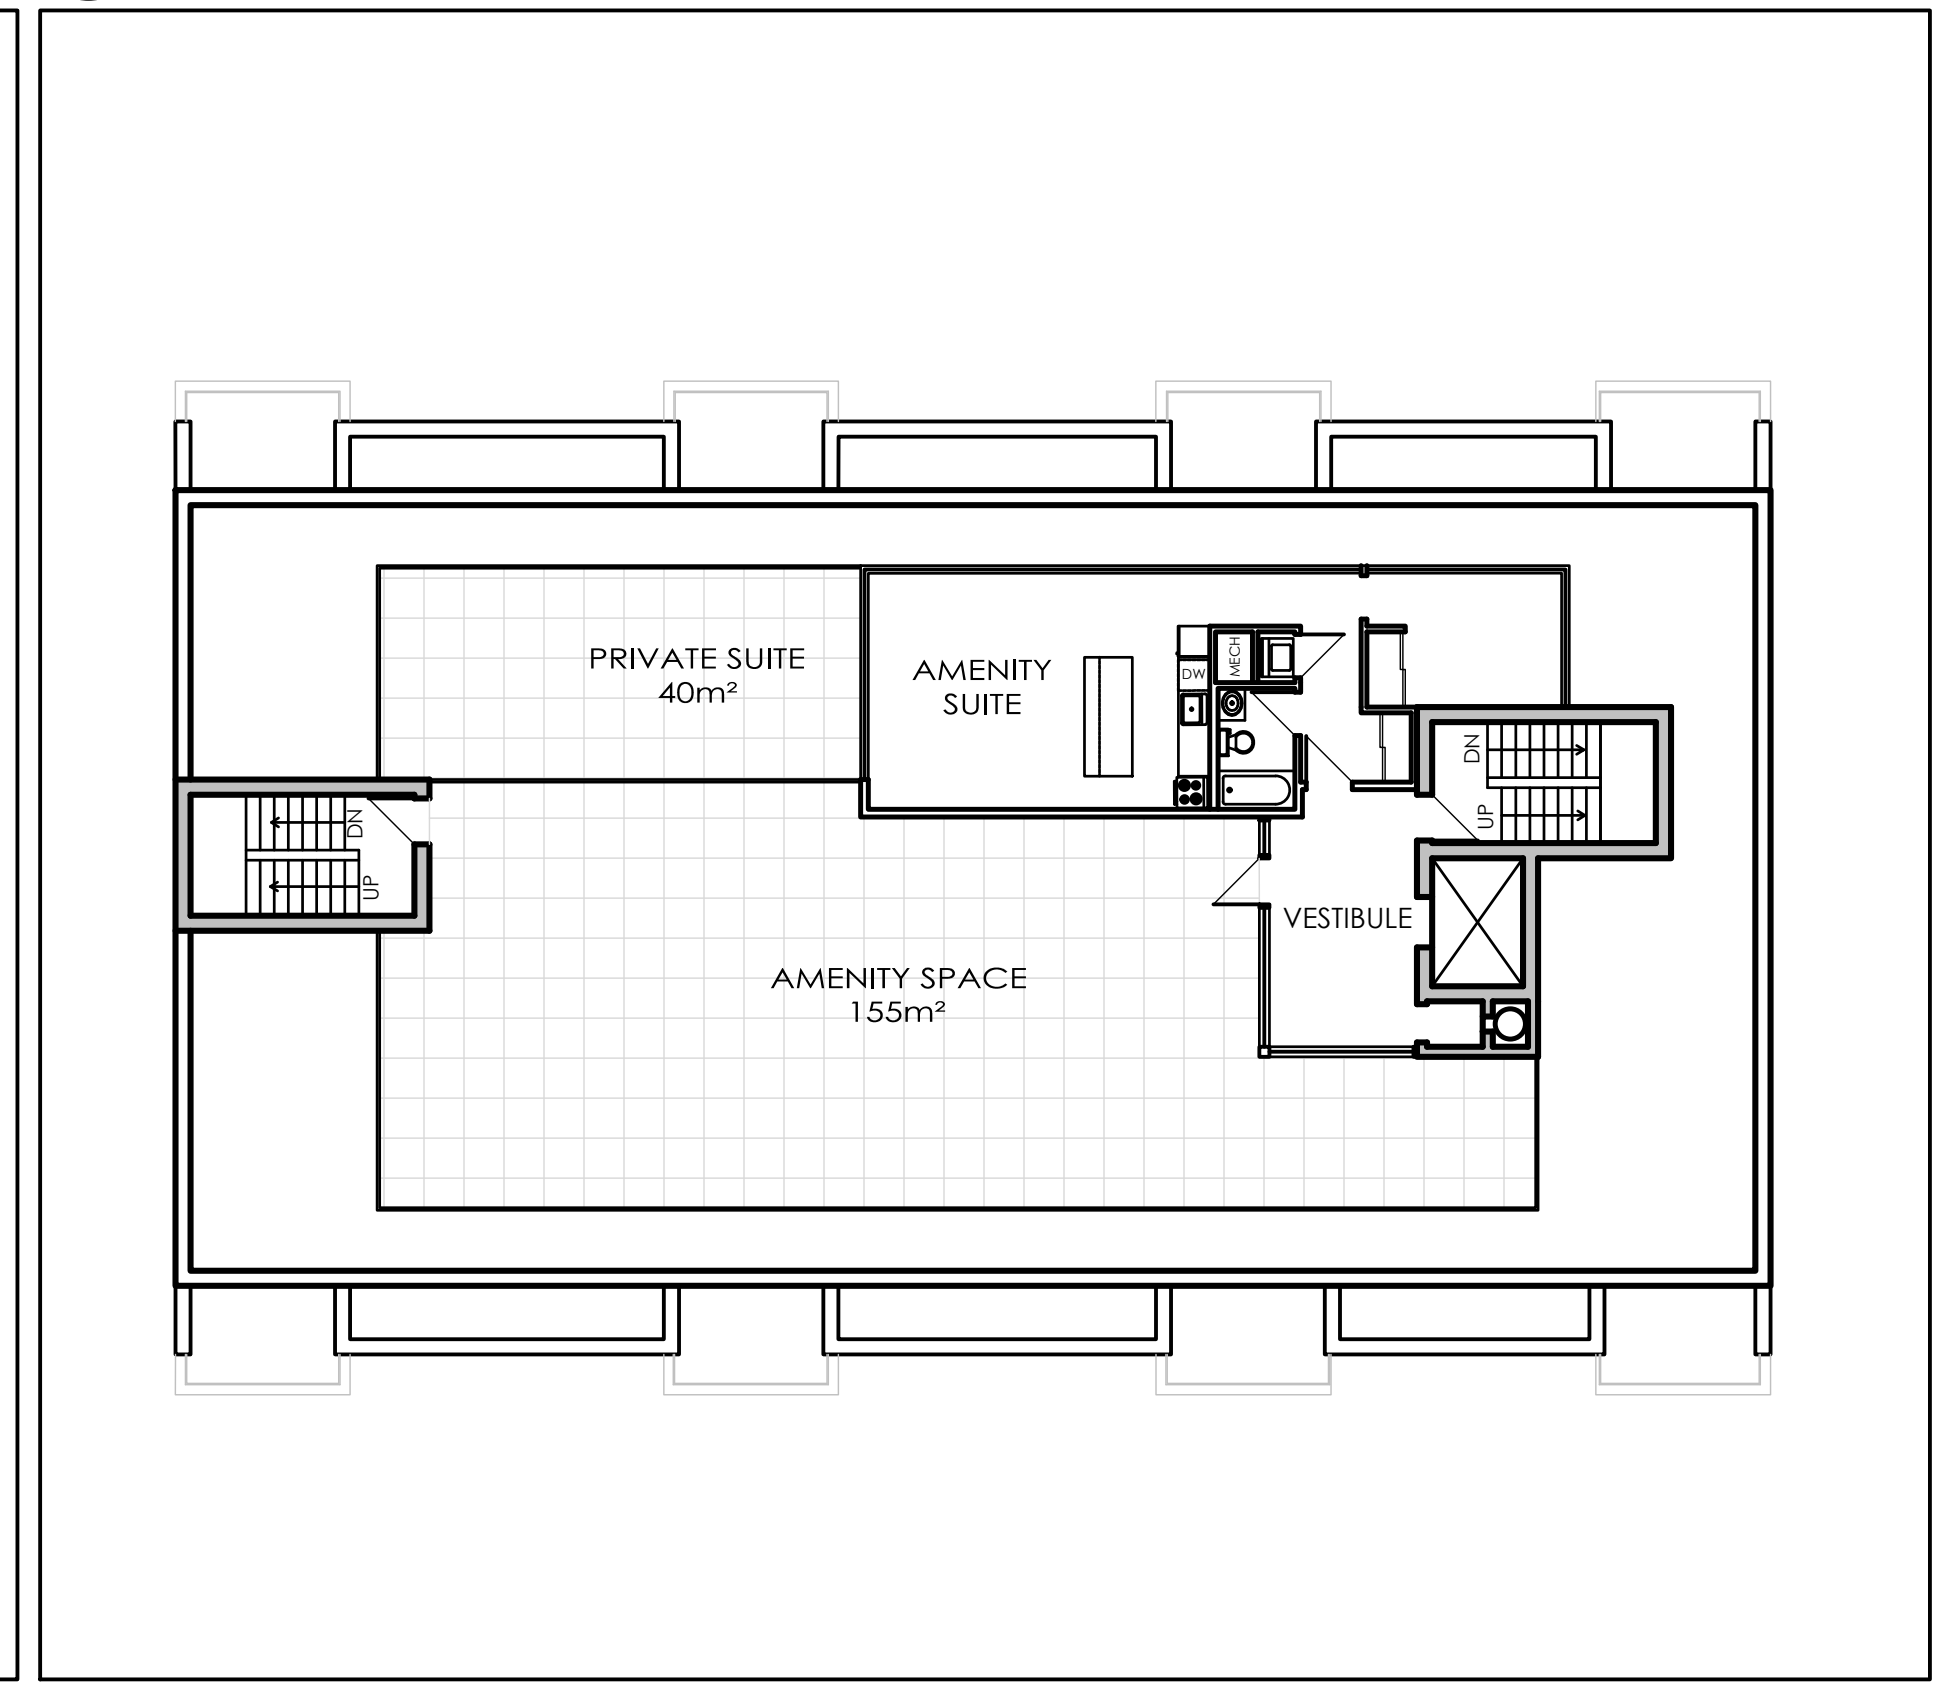 PRIVATE SUITE
40m²
AMENITY
SUITE
MECH
DW
DN
UP
DN
UP
VESTIBULE
AMENITY SPACE
155m²